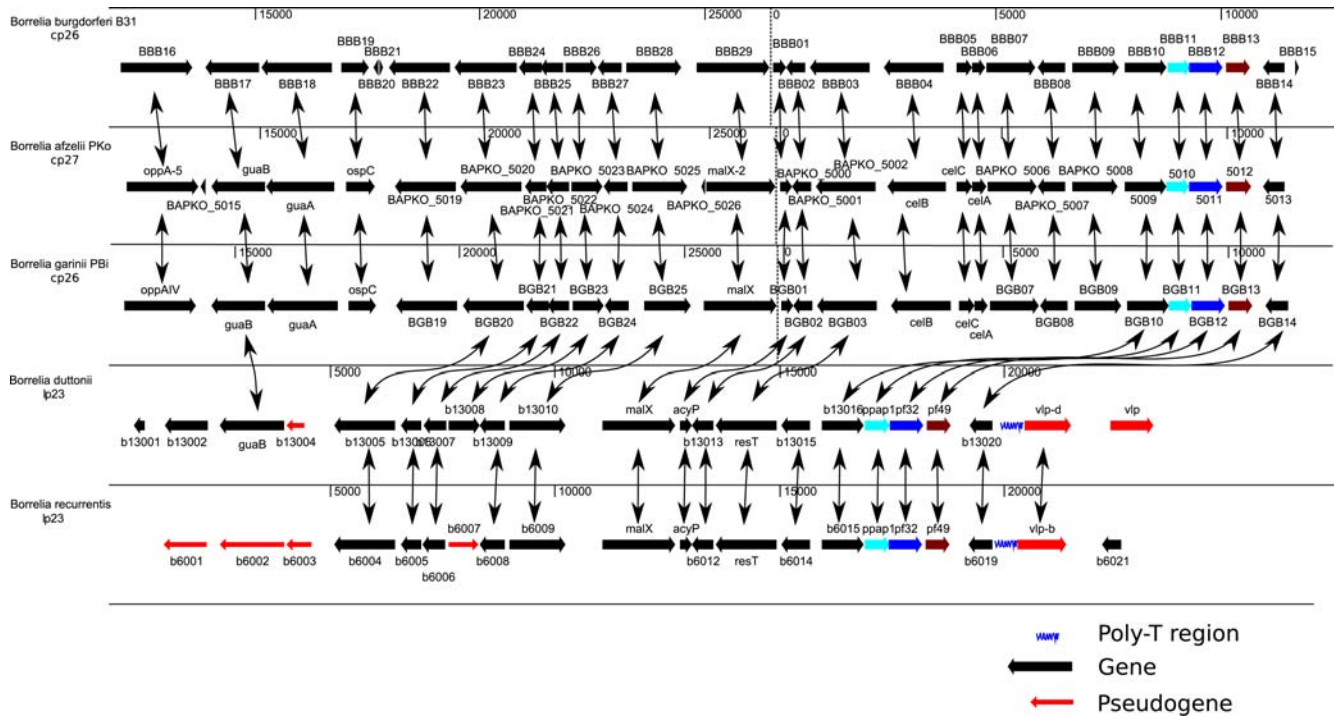 15000 20000 25000 0 5000 10000
Borrelia burgdorferi B31
cp26
BBB16 BBB19 BBB21 BBB24 BBB26 BBB28 BBB29 BBB01 BBB05 BBB07 BBB09 BBB10 BBB11 BBB12 BBB13 BBB15
BBB17 BBB18 BBB20 BBB22 BBB23 BBB25 BBB27 BBB02 BBB03 BBB04 BBB06 BBB08 BBB14
15000 20000 25000 0 10000
Borrelia afzelii PKo
cp27
oppA-5 guaB ospC BAPKO_5020 BAPKO 5023 BAPKO_5025 malX-2 BAPKO_5000 BAPKO_5002 celC BAPKO 5006 BAPKO 5008 5010 5012
BAPKO_5015 guaA BAPKO_5019 BAPKO_5021 BAPKO_5022 BAPKO 5024 BAPKO_5026 BAPKO_5001 celB celA BAPKO_5007 5009 5011 5013
15000 20000 25000 0 5000 10000
Borrelia garinii PBi
cp26
oppAIV ospC BGB21 BGB23 BGB25 malX BGB01 BGB07 BGB09 BGB11 BGB13
guaB guaA BGB19 BGB20 BGB22 BGB24 BGB02 BGB03 celB celC celA BGB08 BGB10 BGB12 BGB14
5000 10000 15000 20000
Borrelia duttonii
lp23
b13008 b13010 malX acyP b13016 ppap1 pf32 pf49 vlp-d vlp
b13001 b13002 guaB b13004 b13005 b13007 b13009 b13013 resT b13015 b13020
5000 10000 15000 20000
Borrelia recurrentis
lp23
b6007 b6009 malX acyP b6015 ppap1 pf32 pf49 vlp-b
b6001 b6002 b6003 b6004 b6005 b6006 b6008 b6012 resT b6014 b6019 b6021
Poly-T region
Gene
Pseudogene